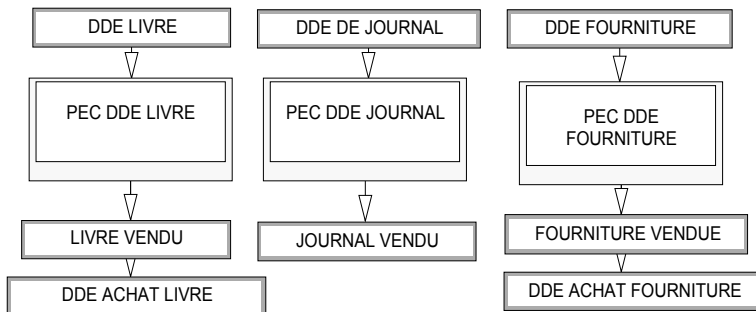 DDE LIVRE
DDE DE JOURNAL
DDE FOURNITURE
PEC DDE LIVRE
PEC DDE JOURNAL
PEC DDE
FOURNITURE
LIVRE VENDU
JOURNAL VENDU
FOURNITURE VENDUE
DDE ACHAT LIVRE
DDE ACHAT FOURNITURE